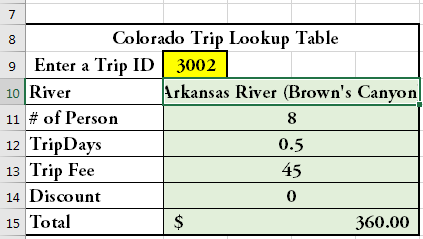 7
8 Colorado Trip Lookup Table
9 Enter a Trip ID 3002
10 River Arkansas River (Brown's Canyon
11 # of Person 8
12 TripDays 0.5
13 Trip Fee 45
14 Discount 0
15 Total $ 360.00